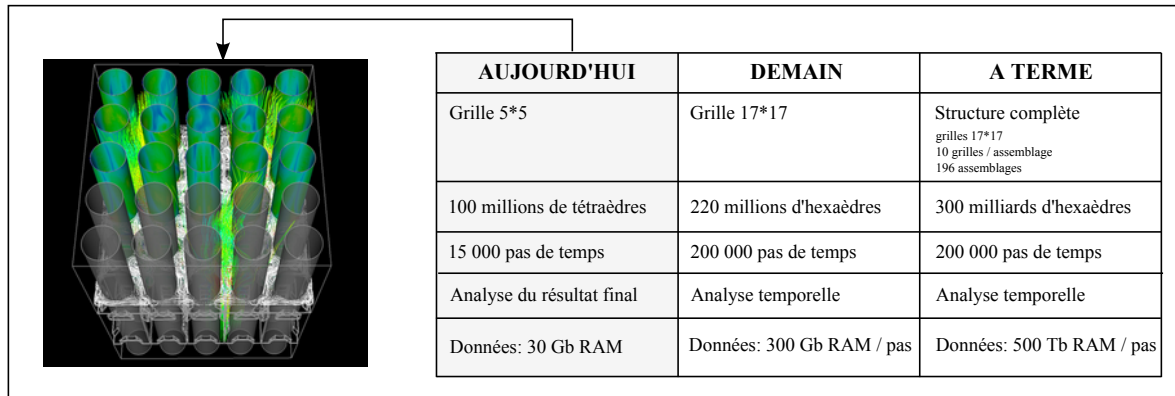 AUJOURD'HUI DEMAIN A TERME
Grille 5*5 Grille 17*17 Structure complète
grilles 17*17
10 grilles / assemblage
196 assemblages
100 millions de tétraèdres 220 millions d'hexaèdres 300 milliards d'hexaèdres
15 000 pas de temps 200 000 pas de temps 200 000 pas de temps
Analyse du résultat final Analyse temporelle Analyse temporelle
Données: 30 Gb RAM Données: 300 Gb RAM / pas Données: 500 Tb RAM / pas